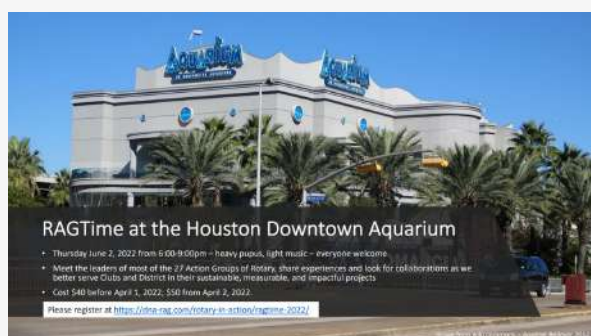 AQUARIUM
AQUARIUM
RAGTime at the Houston Downtown Aquarium
• Thursday June 2, 2022 from 6:00-9:00pm – heavy pupus, light music – everyone welcome
• Meet the leaders of most of the 27 Action Groups of Rotary, share experiences and look for collaborations as we
better serve Clubs and District in their sustainable, measurable, and impactful projects
• Cost $40 before April 1, 2022, $50 from April 2, 2022
Please register at https://dna-rag.com/rotary-in-action/ragtime-2022/